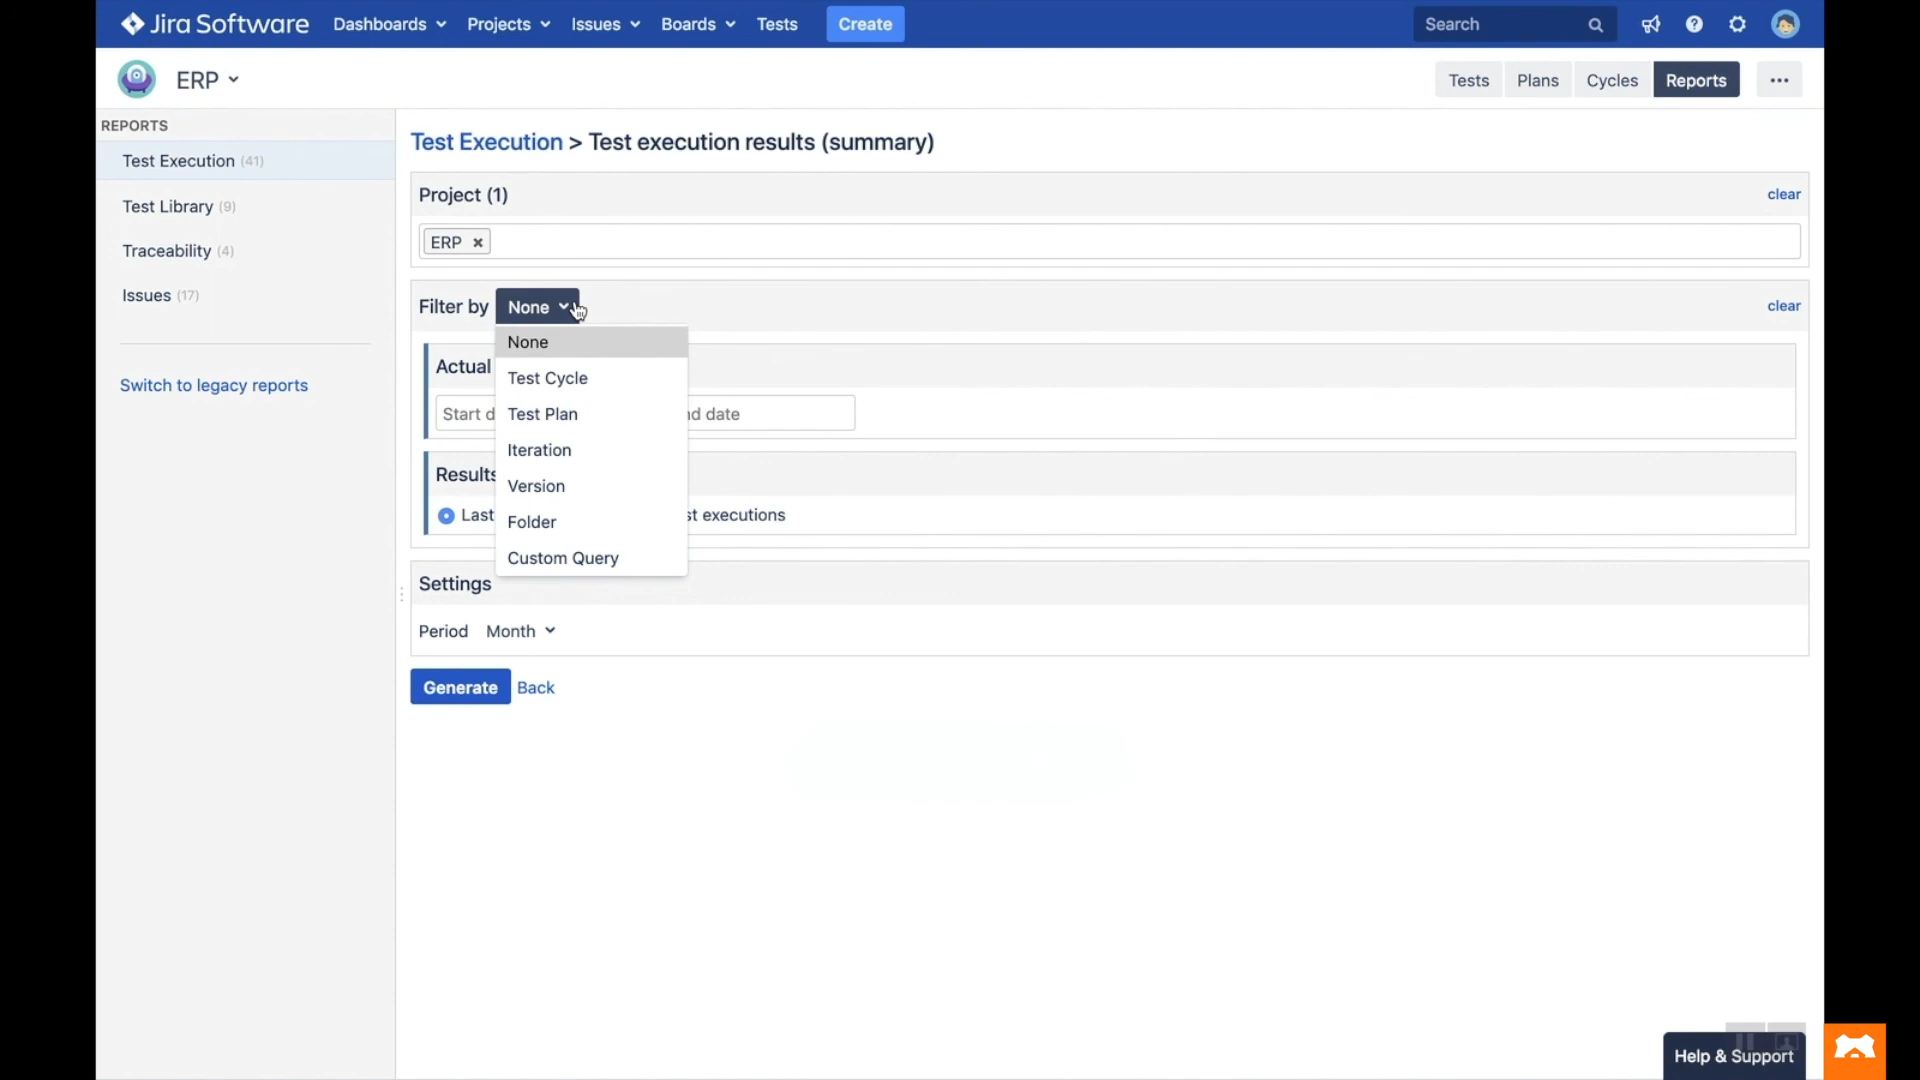 Jira Software Dashboards Projects Issues Boards Tests Create Search
ERP Tests Plans Cycles Reports
REPORTS
Test Execution (41)
Test Library (9)
Traceability (4)
Issues (17)
Switch to legacy reports
Test Execution > Test execution results (summary)
Project (1) clear
ERP
Filter by None clear
None
Test Cycle
Test Plan
Iteration
Version
Folder
Custom Query
Actual
Start d nd date
Results
Last st executions
Settings
Period Month
Generate Back
Help & Support